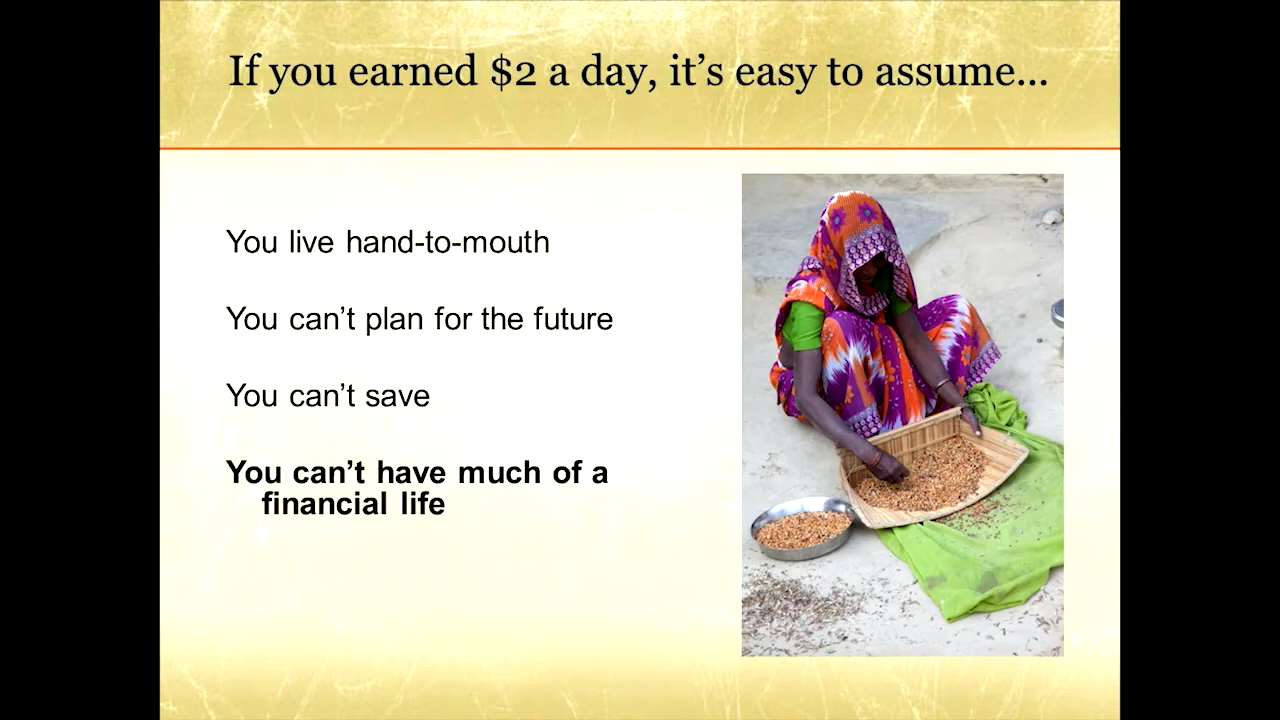 If you earned $2 a day, it’s easy to assume...
You live hand-to-mouth
You can’t plan for the future
You can’t save
You can’t have much of a
financial life